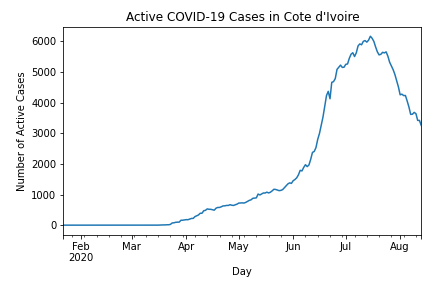 Active COVID-19 Cases in Cote d'Ivoire
Number of Active Cases
6000
5000
4000
3000
2000
1000
0
Feb Mar Apr May Jun Jul Aug
2020
Day